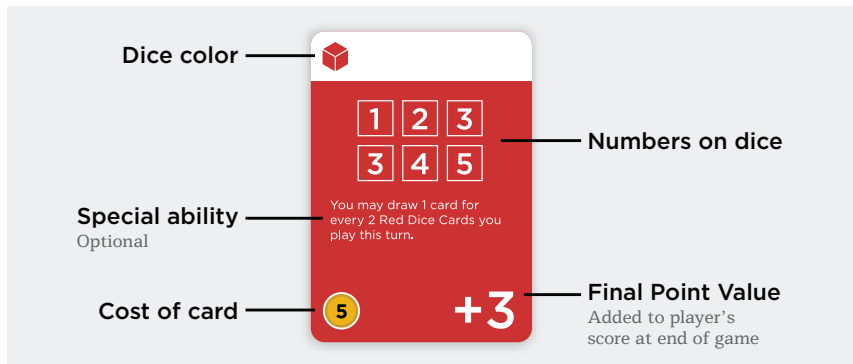 Dice color
1 2 3
3 4 5
Numbers on dice
Special ability
Optional
You may draw 1 card for
every 2 Red Dice Cards you
play this turn.
Cost of card
5
+3
Final Point Value
Added to player's
score at end of game